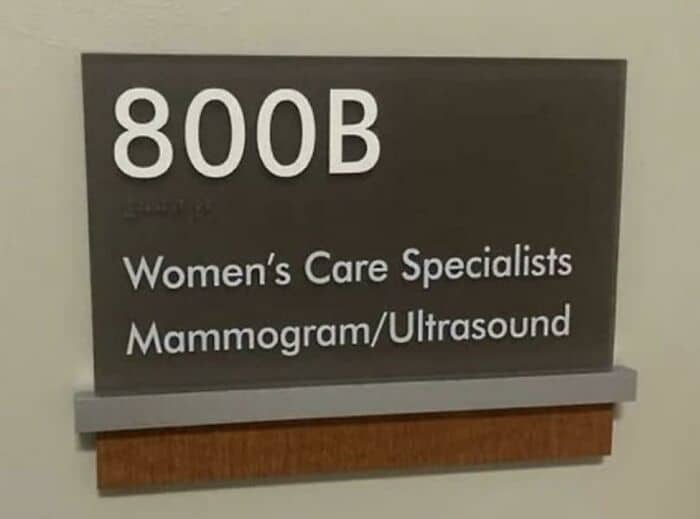 800B
Women's Care Specialists
Mammogram/Ultrasound